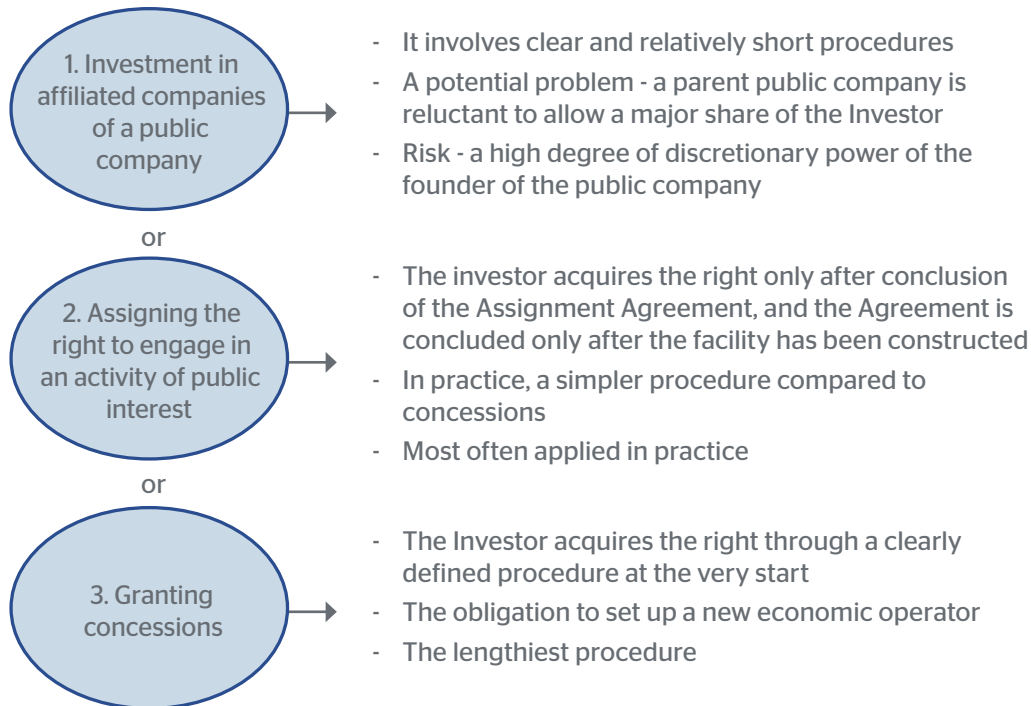 1. Investment in
affiliated companies
of a public
company
- It involves clear and relatively short procedures
- A potential problem - a parent public company is
reluctant to allow a major share of the Investor
- Risk - a high degree of discretionary power of the
founder of the public company
or
2. Assigning the
right to engage in
an activity of public
interest
- The investor acquires the right only after conclusion
of the Assignment Agreement, and the Agreement is
concluded only after the facility has been constructed
- In practice, a simpler procedure compared to
concessions
- Most often applied in practice
or
3. Granting
concessions
- The Investor acquires the right through a clearly
defined procedure at the very start
- The obligation to set up a new economic operator
- The lengthiest procedure